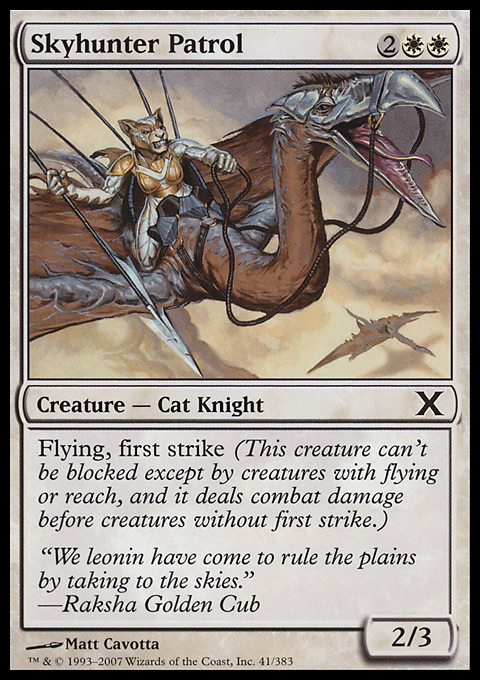 Skyhunter Patrol 2
Creature — Cat Knight X
Flying, first strike (This creature can't
be blocked except by creatures with flying
or reach, and it deals combat damage
before creatures without first strike.)
“We leonin have come to rule the plains
by taking to the skies.”
—Raksha Golden Cub
Matt Cavotta
2/3
™ & © 1993–2007 Wizards of the Coast, Inc. 41/383